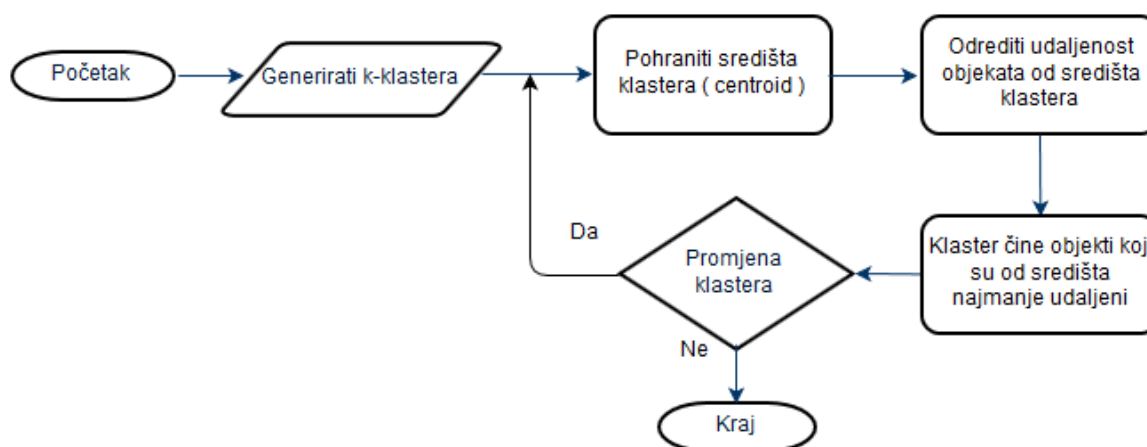 Početak
Generirati k-klastera
Pohraniti središta
klastera ( centroid )
Odrediti udaljenost
objekata od središta
klastera
Klaster čine objekti koj
su od središta
najmanje udaljeni
Promjena
klastera
Da
Ne
Kraj